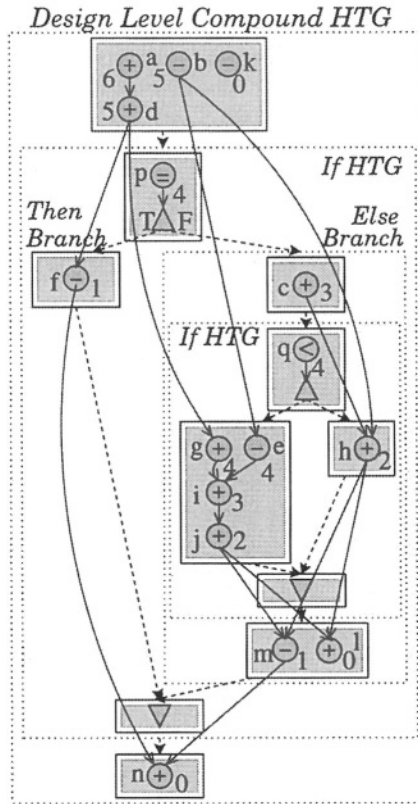 Design Level Compound HTG
+ a − b − k
6 5 0
5 + d
If HTG
p =
4
Then T F Else
Branch Branch
f − 1
c + 3
If HTG
q <
4
g + − e h + 2
4 4
i + 3
j + 2
m − 1 + 0 l
n + 0